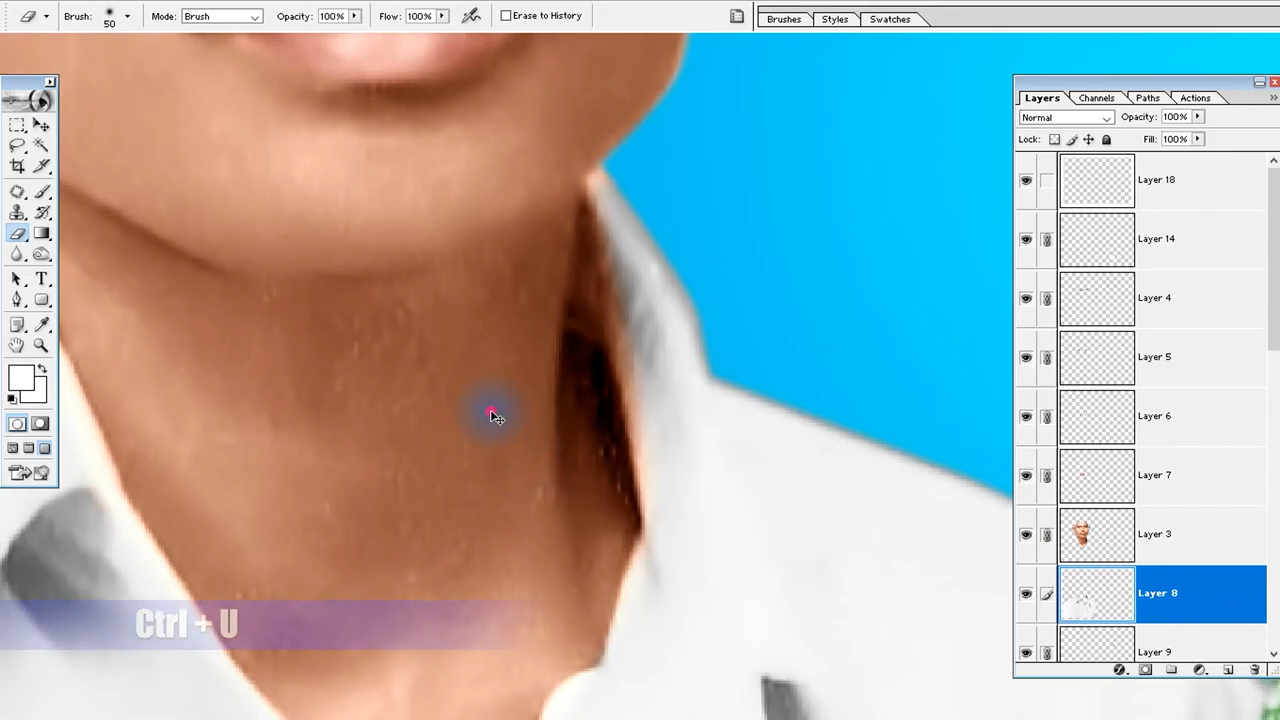 Brush: 50 Mode: Brush Opacity: 100% Flow: 100% Erase to History
Brushes Styles Swatches
Layers Channels Paths Actions
Normal Opacity: 100%
Lock: Fill: 100%
Layer 18
Layer 14
Layer 4
Layer 5
Layer 6
Layer 7
Layer 3
Layer 8
Layer 9
Ctrl + U